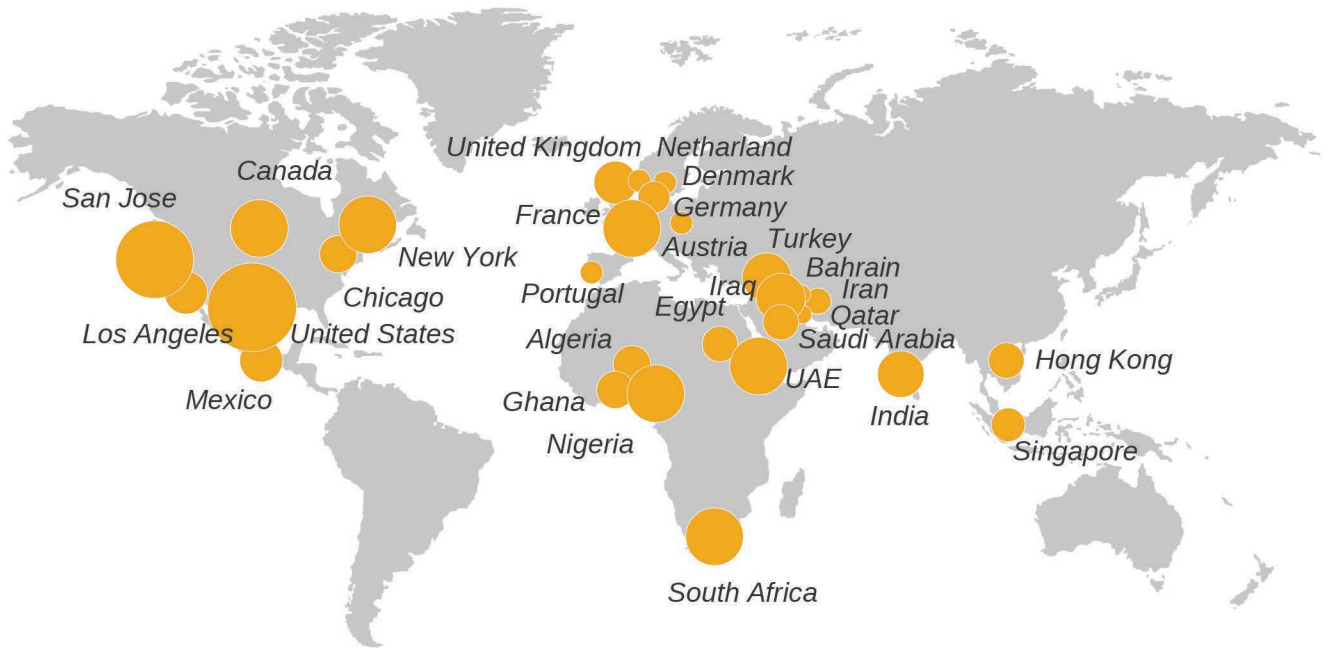 United Kingdom
Netharland
Canada
Denmark
San Jose
France
Germany
Austria
Turkey
New York
Bahrain
Iraq
Iran
Portugal
Chicago
Egypt
Qatar
Los Angeles
United States
Algeria
Saudi Arabia
Hong Kong
UAE
Mexico
Ghana
India
Nigeria
Singapore
South Africa